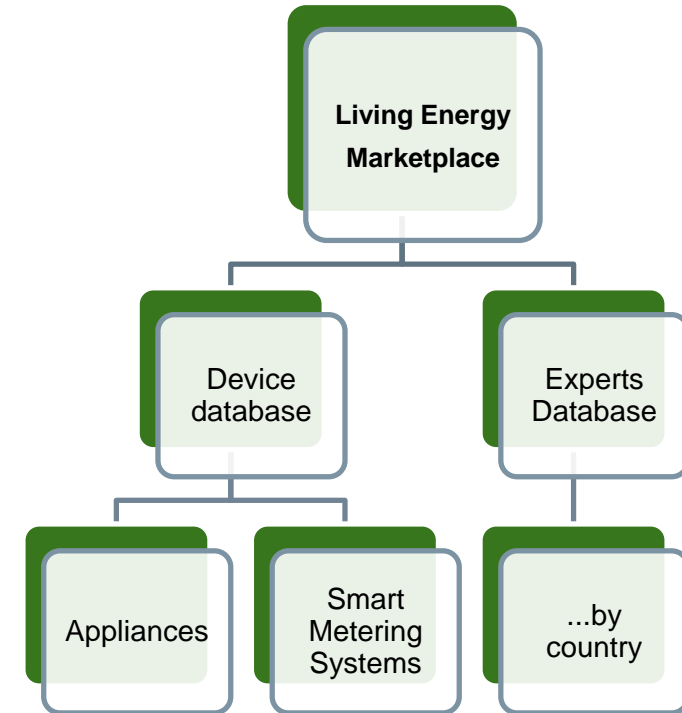 Living Energy
Marketplace
Device
database
Experts
Database
Appliances
Smart
Metering
Systems
...by
country